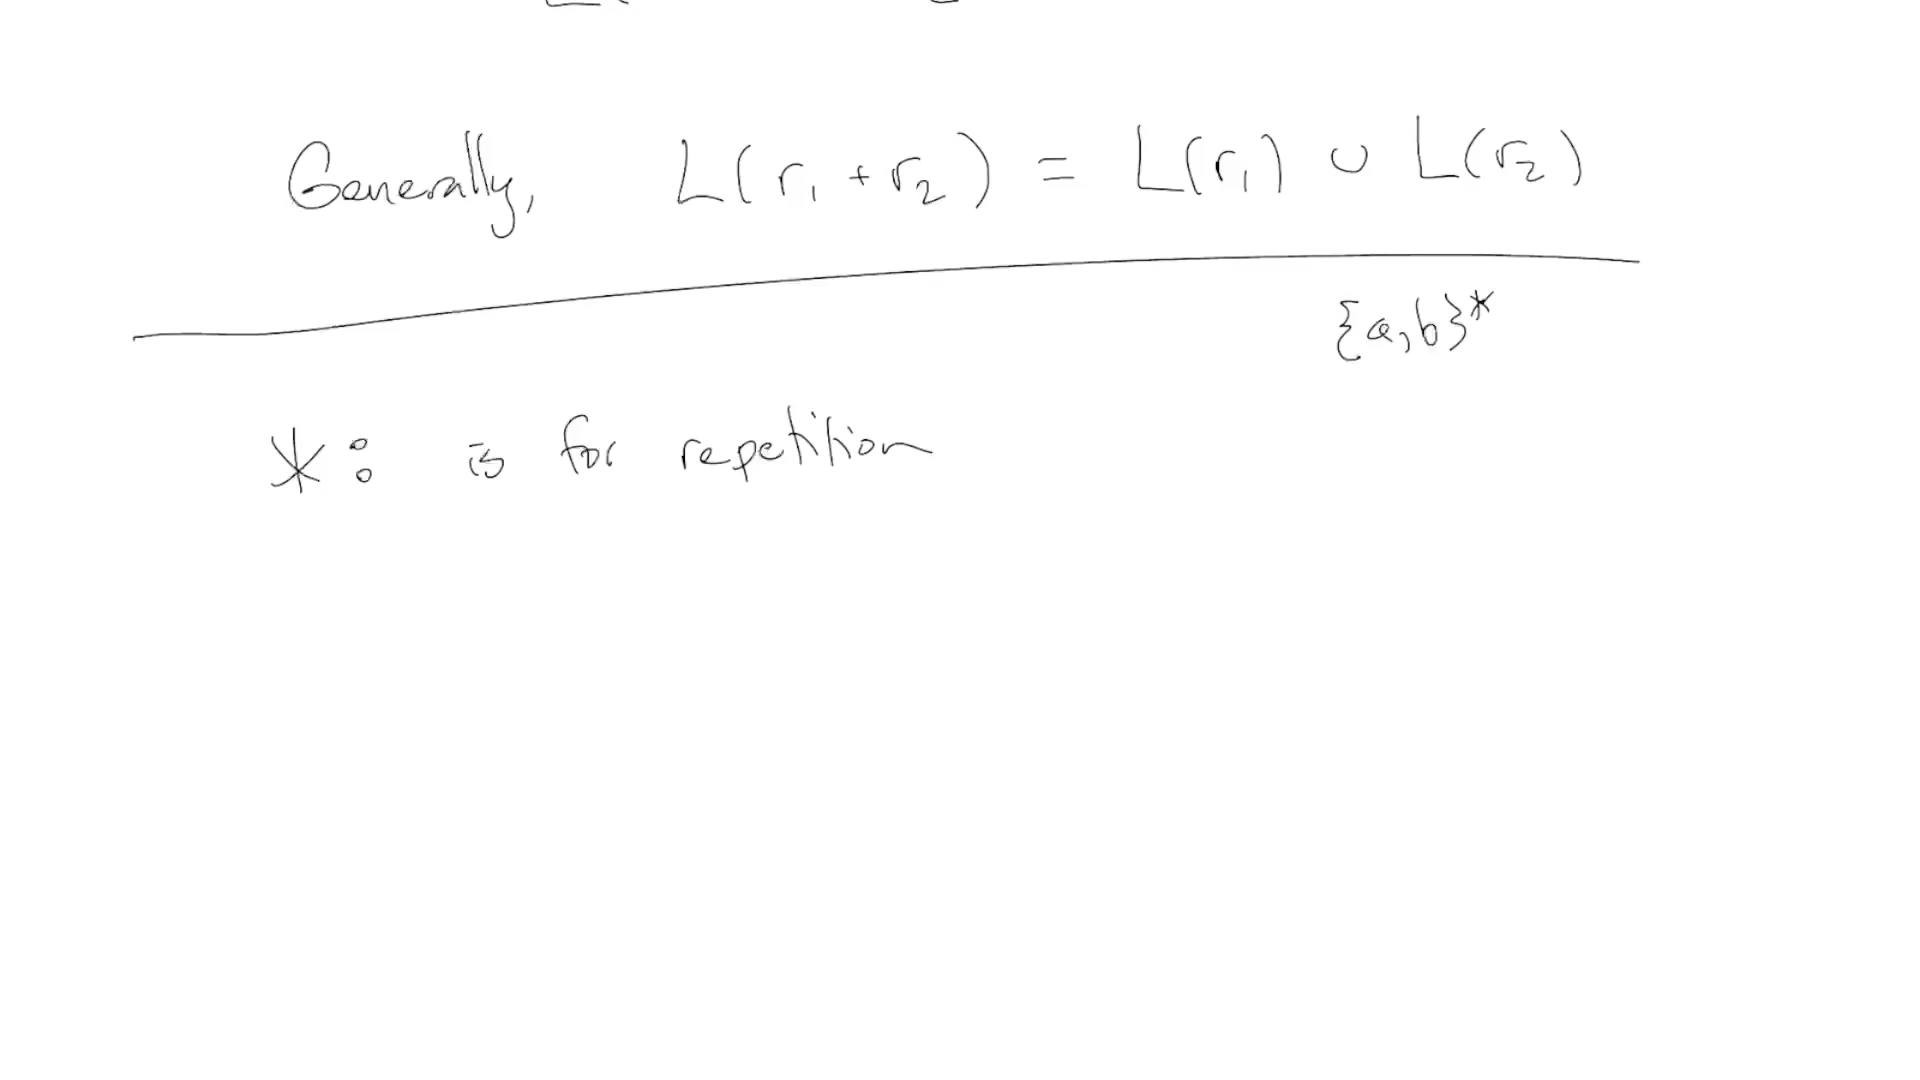 Generally, L(r₁ + r₂) = L(r₁) ∪ L(r₂)
{a,b}*
*: is for repetition